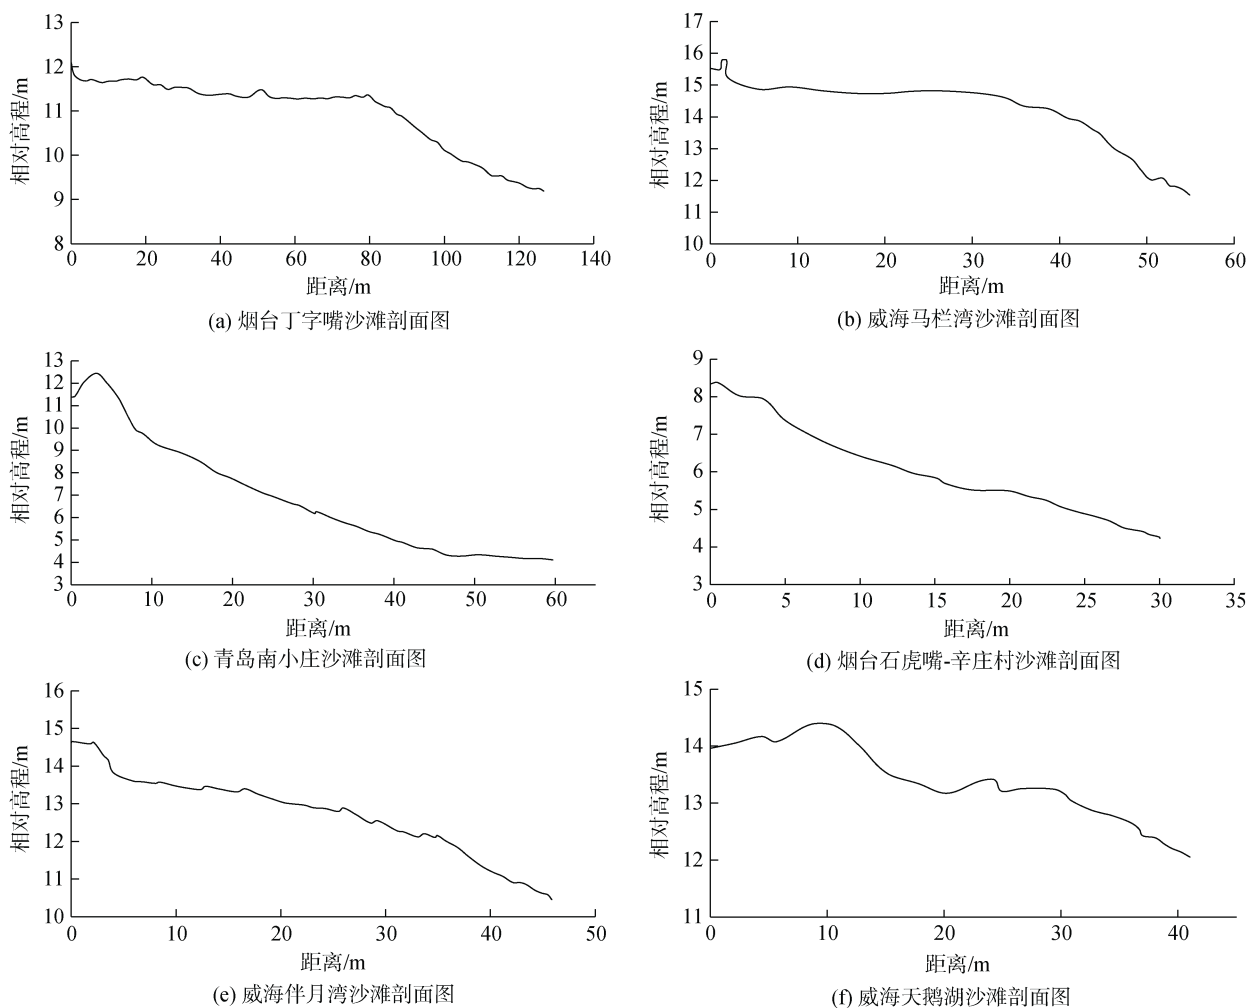 13
12
11
10
9
8
0 20 40 60 80 100 120 140
相对高程/m
距离/m
(a) 烟台丁字嘴沙滩剖面图
17
16
15
14
13
12
11
10
0 10 20 30 40 50 60
相对高程/m
距离/m
(b) 威海马栏湾沙滩剖面图
13
12
11
10
9
8
7
6
5
4
3
0 10 20 30 40 50 60
相对高程/m
距离/m
(c) 青岛南小庄沙滩剖面图
9
8
7
6
5
4
3
0 5 10 15 20 25 30 35
相对高程/m
距离/m
(d) 烟台石虎嘴-辛庄村沙滩剖面图
16
15
14
13
12
11
10
0 10 20 30 40 50
相对高程/m
距离/m
(e) 威海伴月湾沙滩剖面图
15
14
13
12
11
0 10 20 30 40
相对高程/m
距离/m
(f) 威海天鹅湖沙滩剖面图